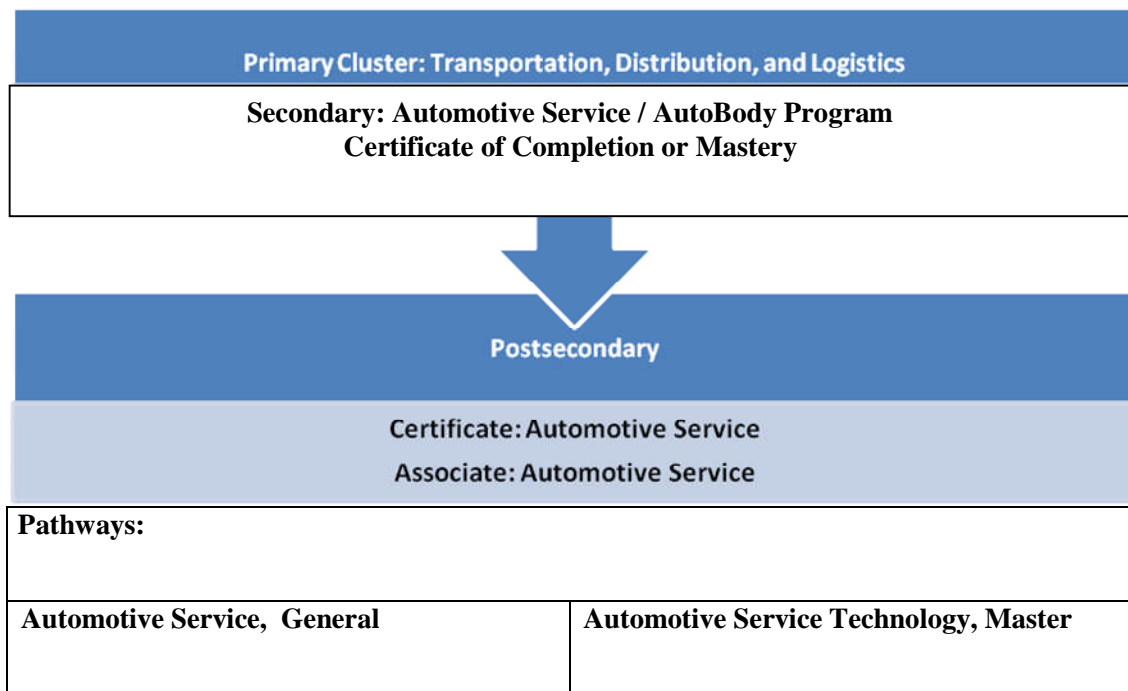 Primary Cluster: Transportation, Distribution, and Logistics
Secondary: Automotive Service / AutoBody Program
Certificate of Completion or Mastery
Postsecondary
Certificate: Automotive Service
Associate: Automotive Service
Pathways:
Automotive Service, General
Automotive Service Technology, Master